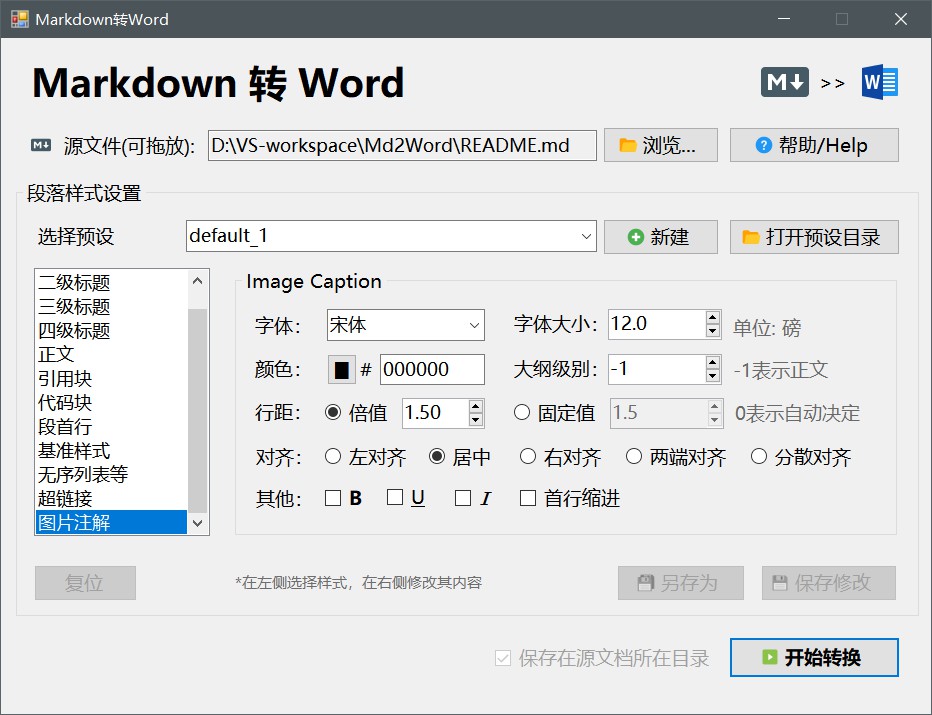 Markdown转Word
Markdown 转 Word
M↓ >> W
M↓ 源文件(可拖放): D:\VS-workspace\Md2Word\README.md 浏览... ? 帮助/Help
段落样式设置
选择预设 default_1 新建 打开预设目录
二级标题
三级标题
四级标题
正文
引用块
代码块
段首行
基准样式
无序列表等
超链接
图片注解
Image Caption
字体: 宋体 字体大小: 12.0 单位: 磅
颜色: # 000000 大纲级别: -1 -1表示正文
行距: 倍值 1.50 固定值 1.5 0表示自动决定
对齐: 左对齐 居中 右对齐 两端对齐 分散对齐
其他: B U I 首行缩进
复位 *在左侧选择样式，在右侧修改其内容 另存为 保存修改
保存在源文档所在目录 开始转换